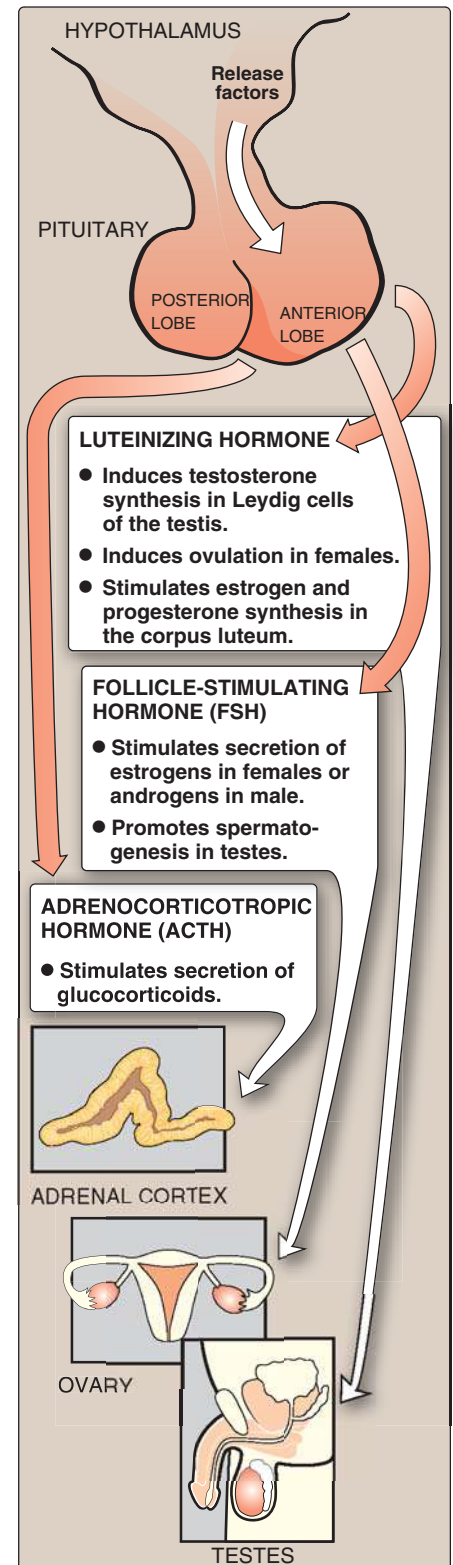 HYPOTHALAMUS
Release
factors
PITUITARY
POSTERIOR
LOBE
ANTERIOR
LOBE
LUTEINIZING HORMONE
● Induces testosterone
synthesis in Leydig cells
of the testis.
● Induces ovulation in females.
● Stimulates estrogen and
progesterone synthesis in
the corpus luteum.
FOLLICLE-STIMULATING
HORMONE (FSH)
● Stimulates secretion of
estrogens in females or
androgens in male.
● Promotes spermato-
genesis in testes.
ADRENOCORTICOTROPIC
HORMONE (ACTH)
● Stimulates secretion of
glucocorticoids.
ADRENAL CORTEX
OVARY
TESTES